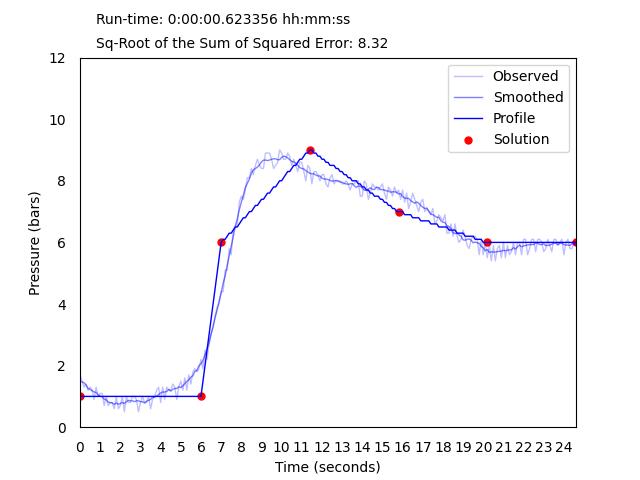 Run-time: 0:00:00.623356 hh:mm:ss
Sq-Root of the Sum of Squared Error: 8.32
Observed
Smoothed
Profile
Solution
12
10
8
6
4
2
0
Pressure (bars)
0 1 2 3 4 5 6 7 8 9 10 11 12 13 14 15 16 17 18 19 20 21 22 23 24
Time (seconds)